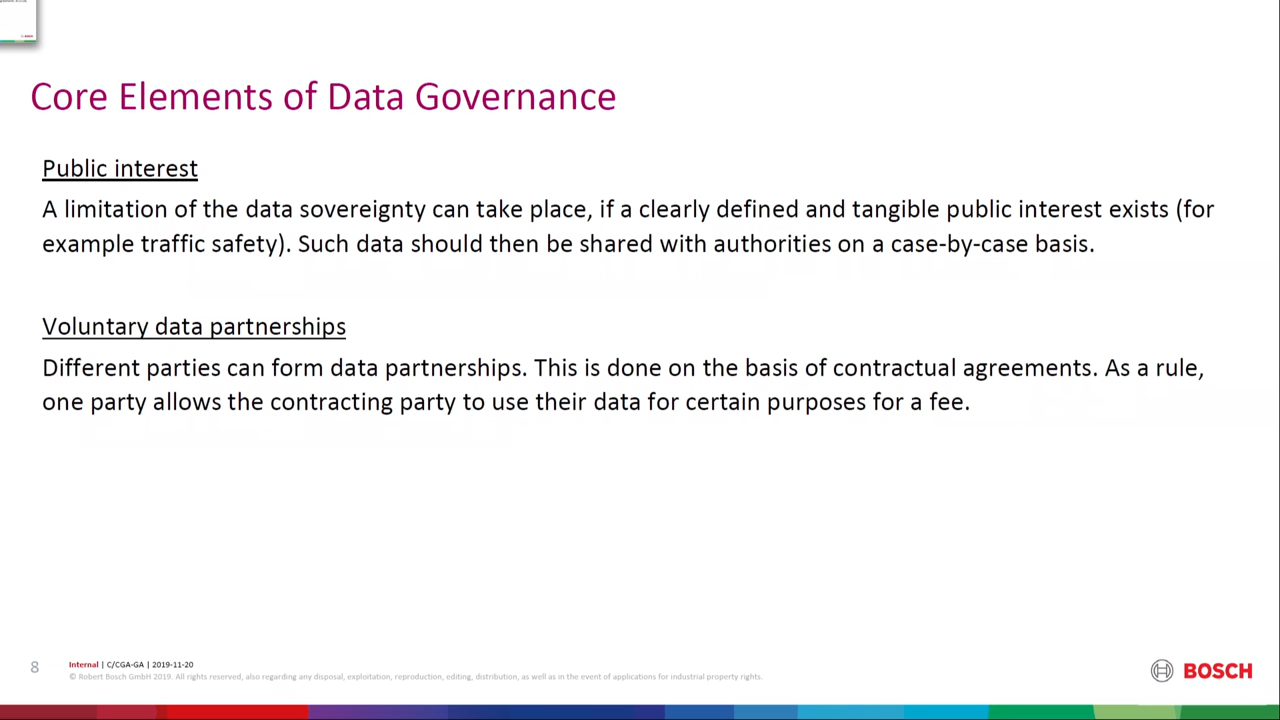 Core Elements of Data Governance
Public interest
A limitation of the data sovereignty can take place, if a clearly defined and tangible public interest exists (for
example traffic safety). Such data should then be shared with authorities on a case-by-case basis.
Voluntary data partnerships
Different parties can form data partnerships. This is done on the basis of contractual agreements. As a rule,
one party allows the contracting party to use their data for certain purposes for a fee.
8
Internal | C/CGA-GA | 2019-11-20
© Robert Bosch GmbH 2019. All rights reserved, also regarding any disposal, exploitation, reproduction, editing, distribution, as well as in the event of applications for industrial property rights.
BOSCH